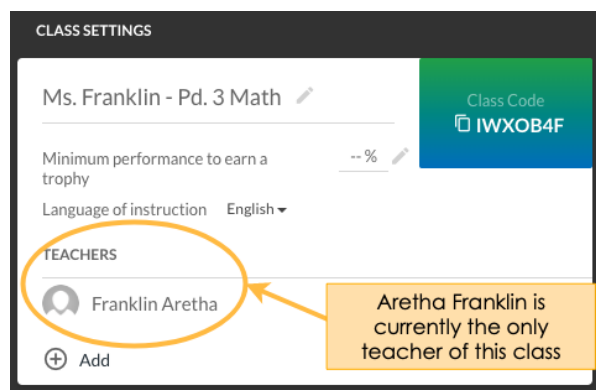 CLASS SETTINGS
Ms. Franklin - Pd. 3 Math
Class Code
IWXOB4F
Minimum performance to earn a
trophy
-- %
Language of instruction English
TEACHERS
Franklin Aretha
Add
Aretha Franklin is
currently the only
teacher of this class